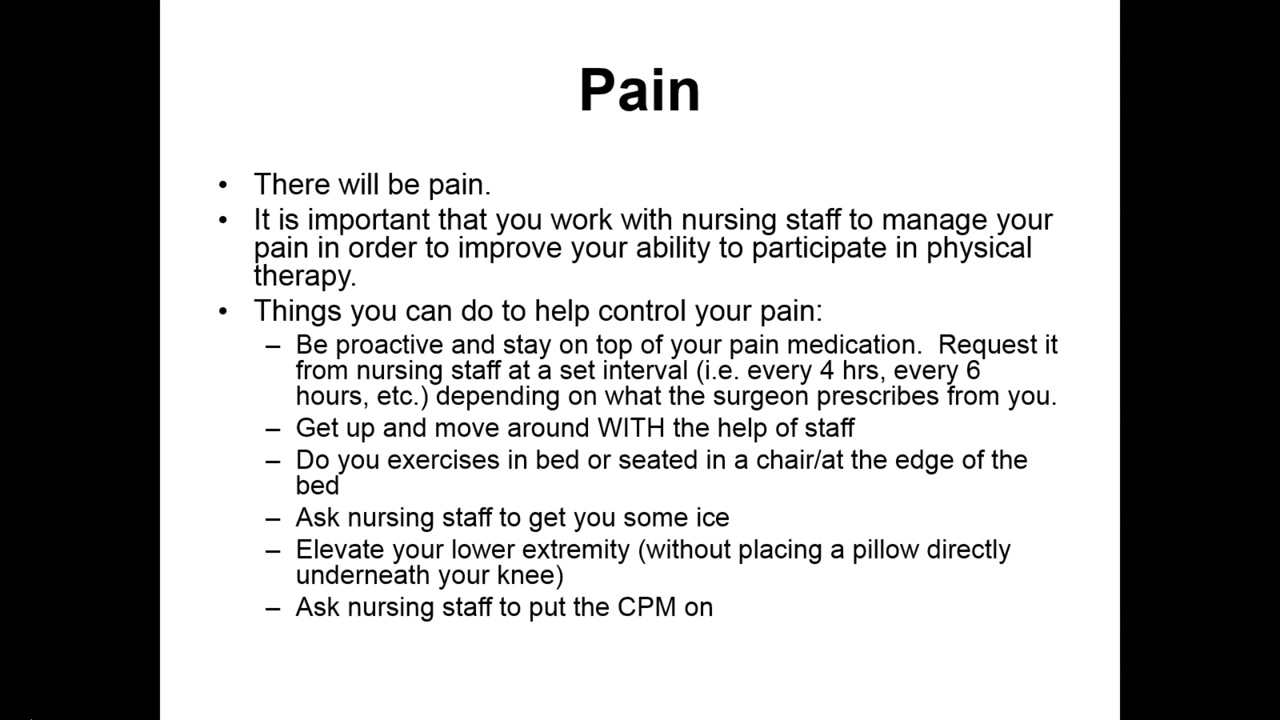 Pain
• There will be pain.
• It is important that you work with nursing staff to manage your
pain in order to improve your ability to participate in physical
therapy.
• Things you can do to help control your pain:
– Be proactive and stay on top of your pain medication.  Request it
from nursing staff at a set interval (i.e. every 4 hrs, every 6
hours, etc.) depending on what the surgeon prescribes from you.
– Get up and move around WITH the help of staff
– Do you exercises in bed or seated in a chair/at the edge of the
bed
– Ask nursing staff to get you some ice
– Elevate your lower extremity (without placing a pillow directly
underneath your knee)
– Ask nursing staff to put the CPM on